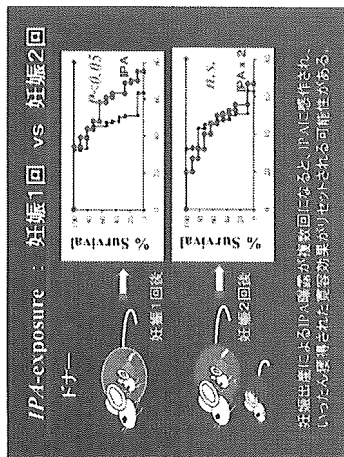 IPA-exposure : 妊娠1回 vs 妊娠2回
ドナー
妊娠1回後
% Survival
P<0.05
IPA
妊娠2回後
% Survival
n.s.
IPA x 2
妊娠出産によるIPA曝露が複数回になると、IPAに感作され、
いったん獲得された寛容効果がリセットされる可能性がある。